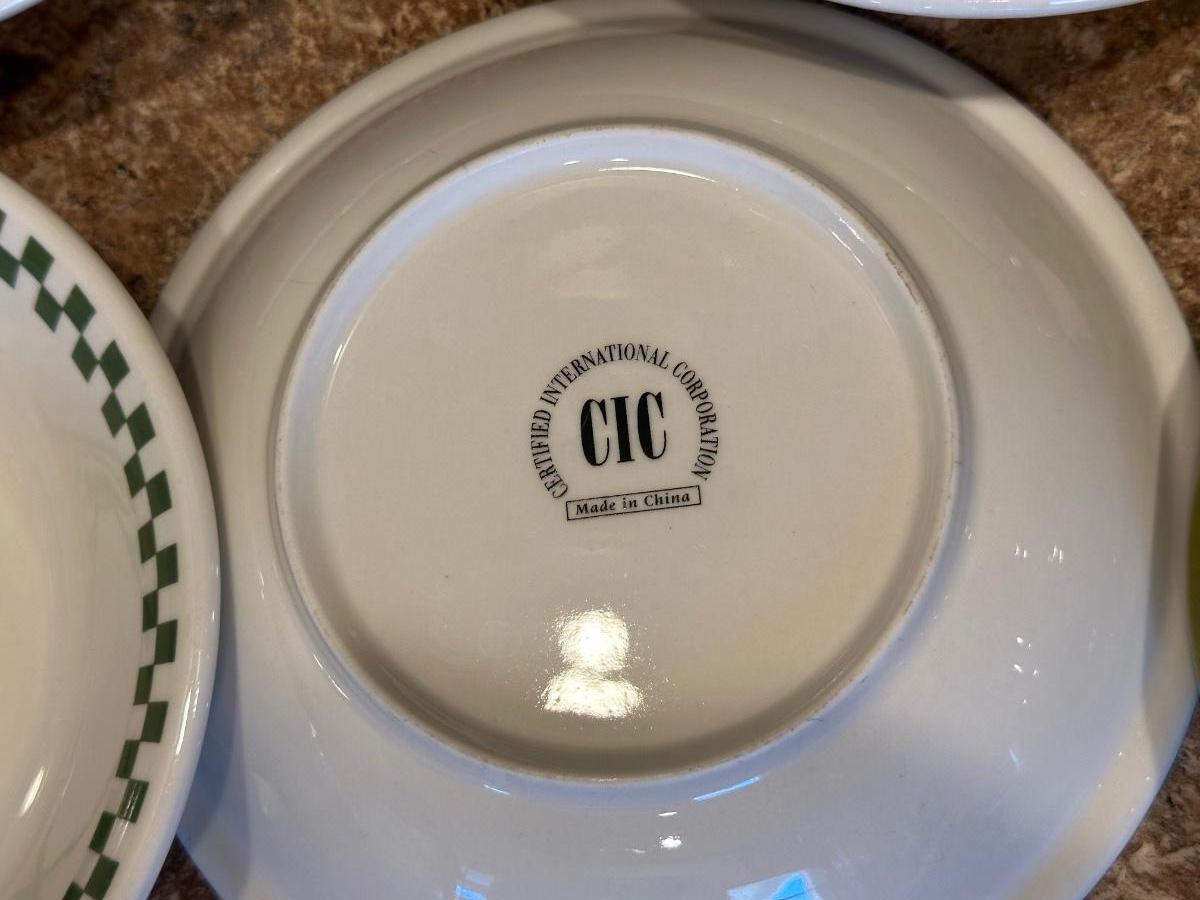 CERTIFIED INTERNATIONAL CORPORATION
CIC
Made in China